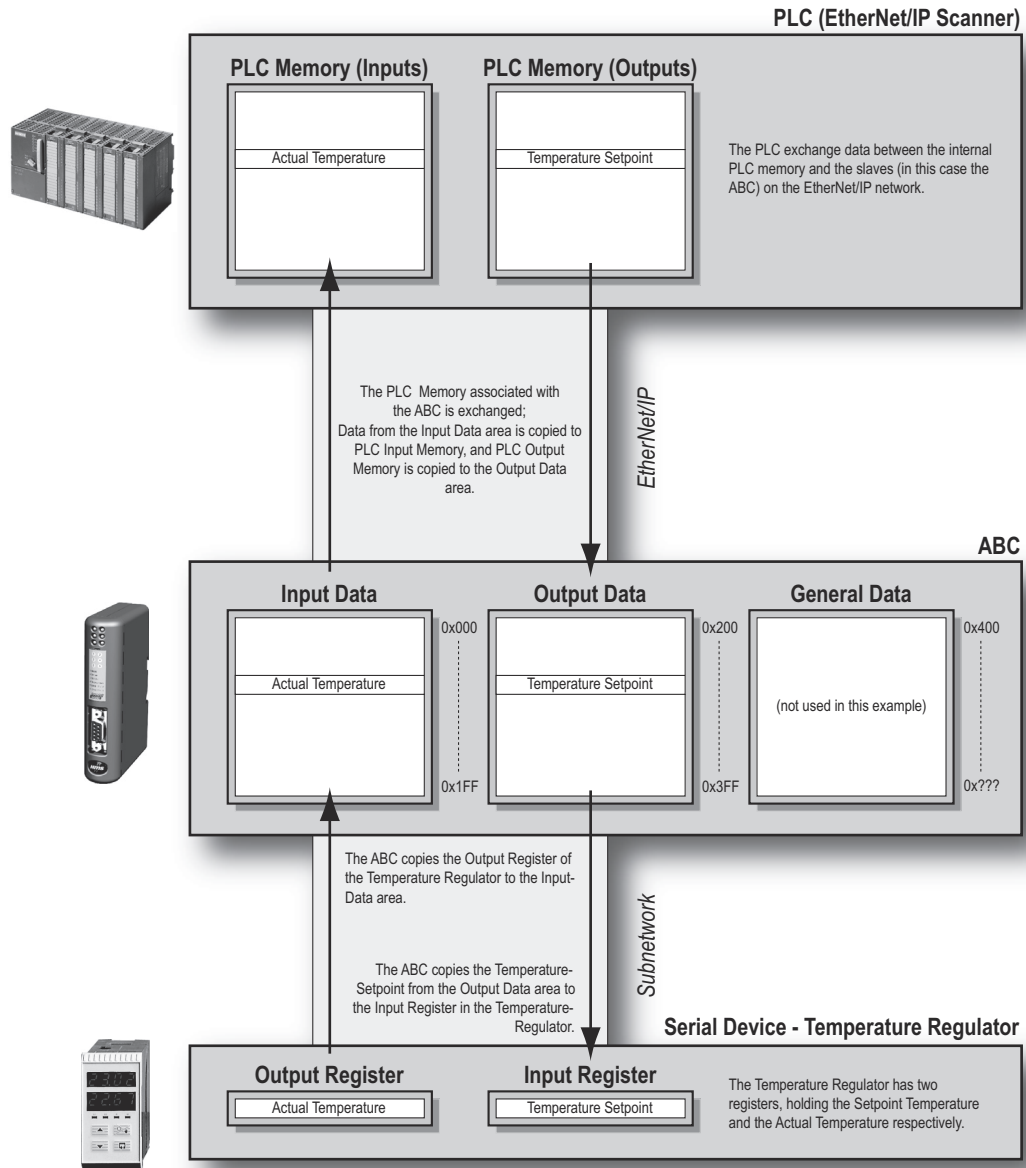 PLC (EtherNet/IP Scanner)
PLC Memory (Inputs)
PLC Memory (Outputs)
Actual Temperature
Temperature Setpoint
The PLC exchange data between the internal
PLC memory and the slaves (in this case the
ABC) on the EtherNet/IP network.
The PLC Memory associated with
the ABC is exchanged;
Data from the Input Data area is copied to
PLC Input Memory, and PLC Output
Memory is copied to the Output Data
area.
EtherNet/IP
ABC
Input Data
Output Data
General Data
0x000
0x200
0x400
Actual Temperature
Temperature Setpoint
(not used in this example)
0x1FF
0x3FF
0x???
The ABC copies the Output Register of
the Temperature Regulator to the Input-
Data area.
Subnetwork
The ABC copies the Temperature-
Setpoint from the Output Data area to
the Input Register in the Temperature-
Regulator.
Serial Device - Temperature Regulator
Output Register
Input Register
Actual Temperature
Temperature Setpoint
The Temperature Regulator has two
registers, holding the Setpoint Temperature
and the Actual Temperature respectively.